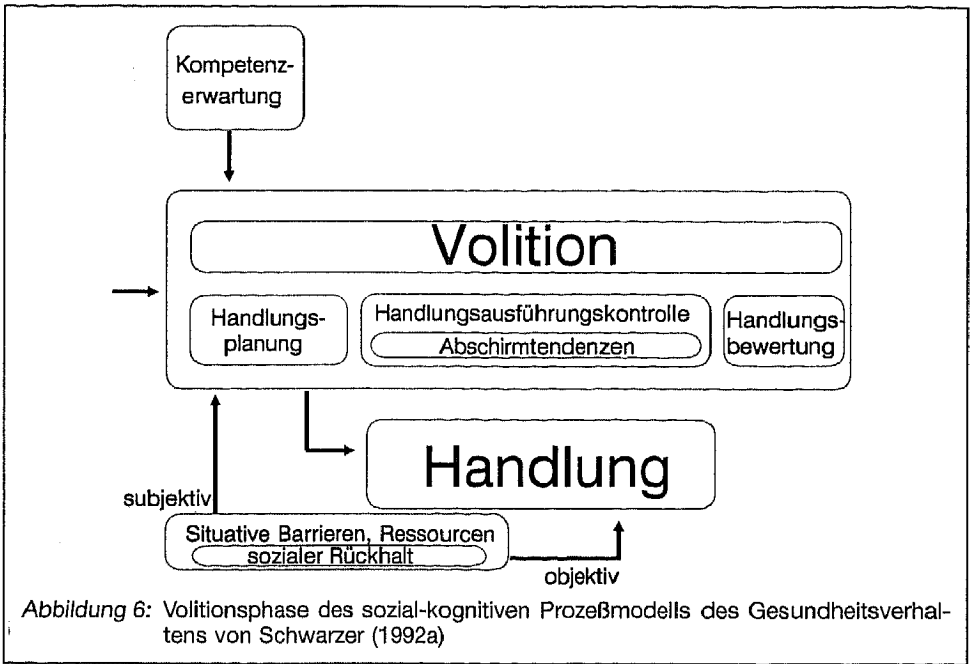 Kompetenz-
erwartung
Volition
Handlungs-
planung
Handlungsausführungskontrolle
Abschirmtendenzen
Handlungs-
bewertung
Handlung
subjektiv
Situative Barrieren, Ressourcen
sozialer Rückhalt
objektiv
Abbildung 6: Volitionsphase des sozial-kognitiven Prozeßmodells des Gesundheitsverhal-
tens von Schwarzer (1992a)